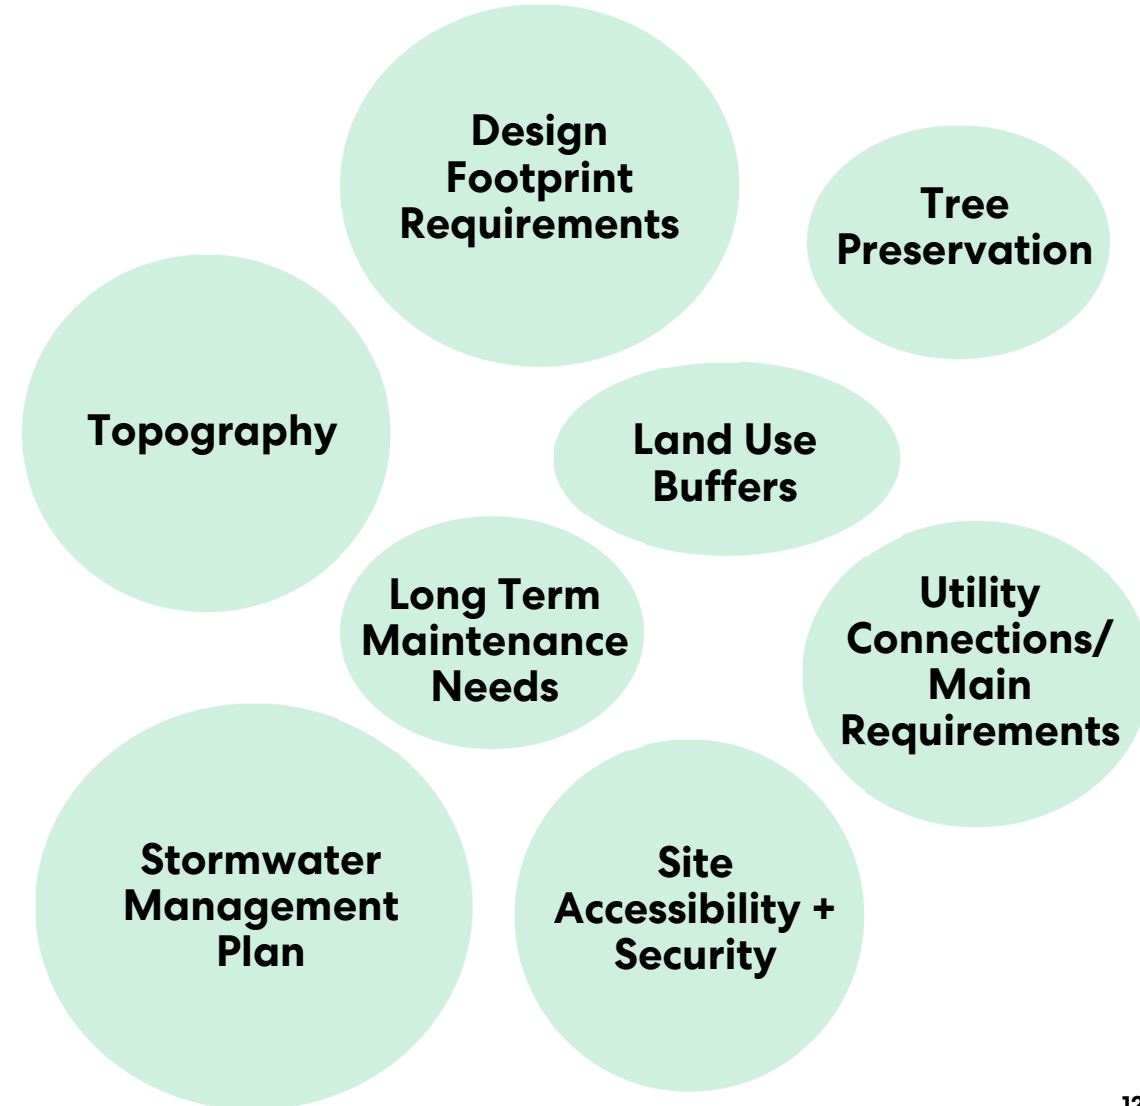 Design
Footprint
Requirements
Tree
Preservation
Topography
Land Use
Buffers
Long Term
Maintenance
Needs
Utility
Connections/
Main
Requirements
Stormwater
Management
Plan
Site
Accessibility +
Security
12